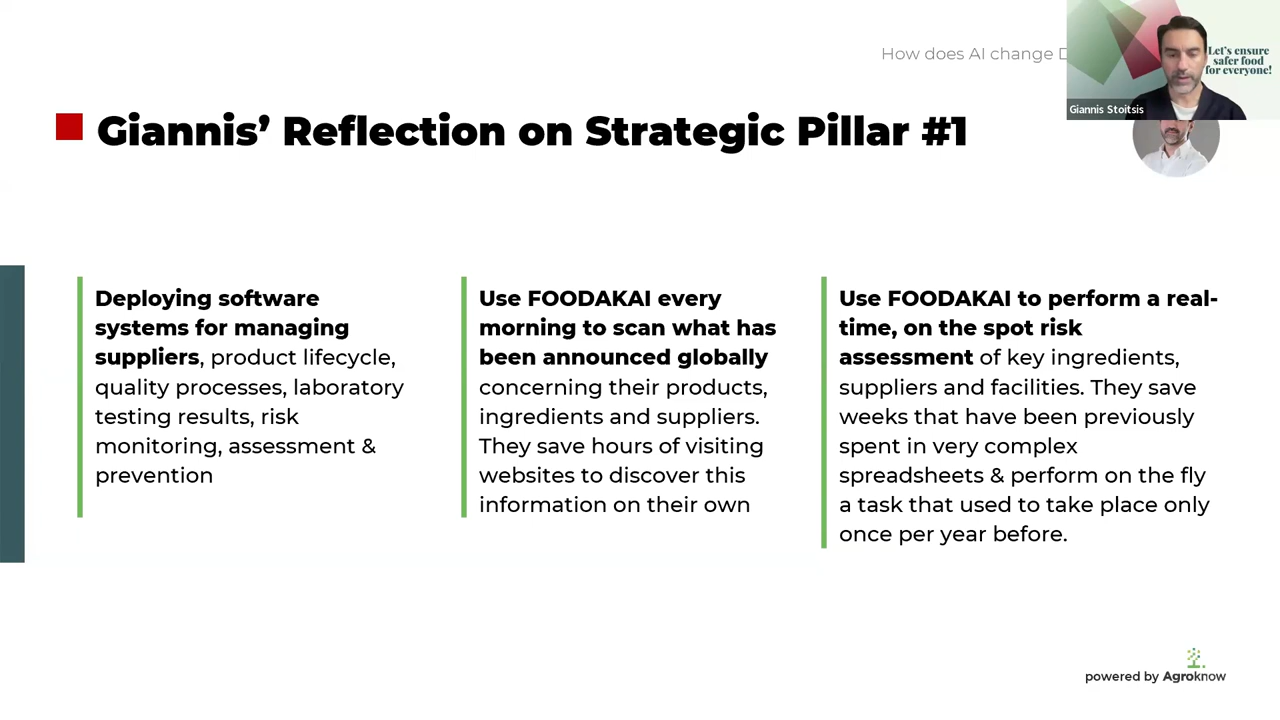 How does AI change D
Let's ensure
safer food
for everyone!
Giannis Stoitsis
Giannis’ Reflection on Strategic Pillar #1
Deploying software
systems for managing
suppliers, product lifecycle,
quality processes, laboratory
testing results, risk
monitoring, assessment &
prevention
Use FOODAKAI every
morning to scan what has
been announced globally
concerning their products,
ingredients and suppliers.
They save hours of visiting
websites to discover this
information on their own
Use FOODAKAI to perform a real-
time, on the spot risk
assessment of key ingredients,
suppliers and facilities. They save
weeks that have been previously
spent in very complex
spreadsheets & perform on the fly
a task that used to take place only
once per year before.
powered by Agroknow